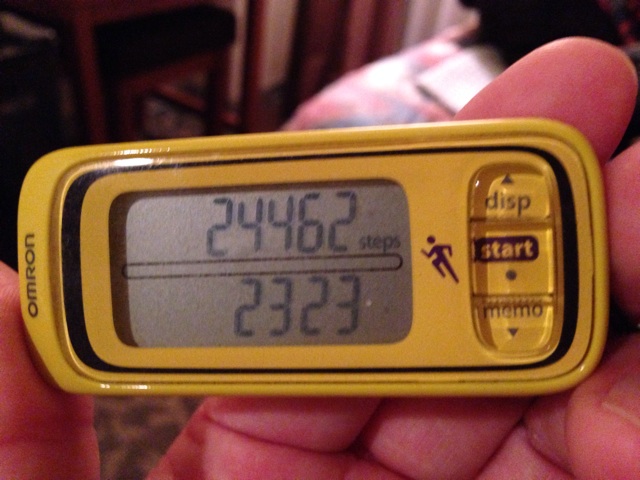 OMRON
24462 steps
2323
disp
start
memo